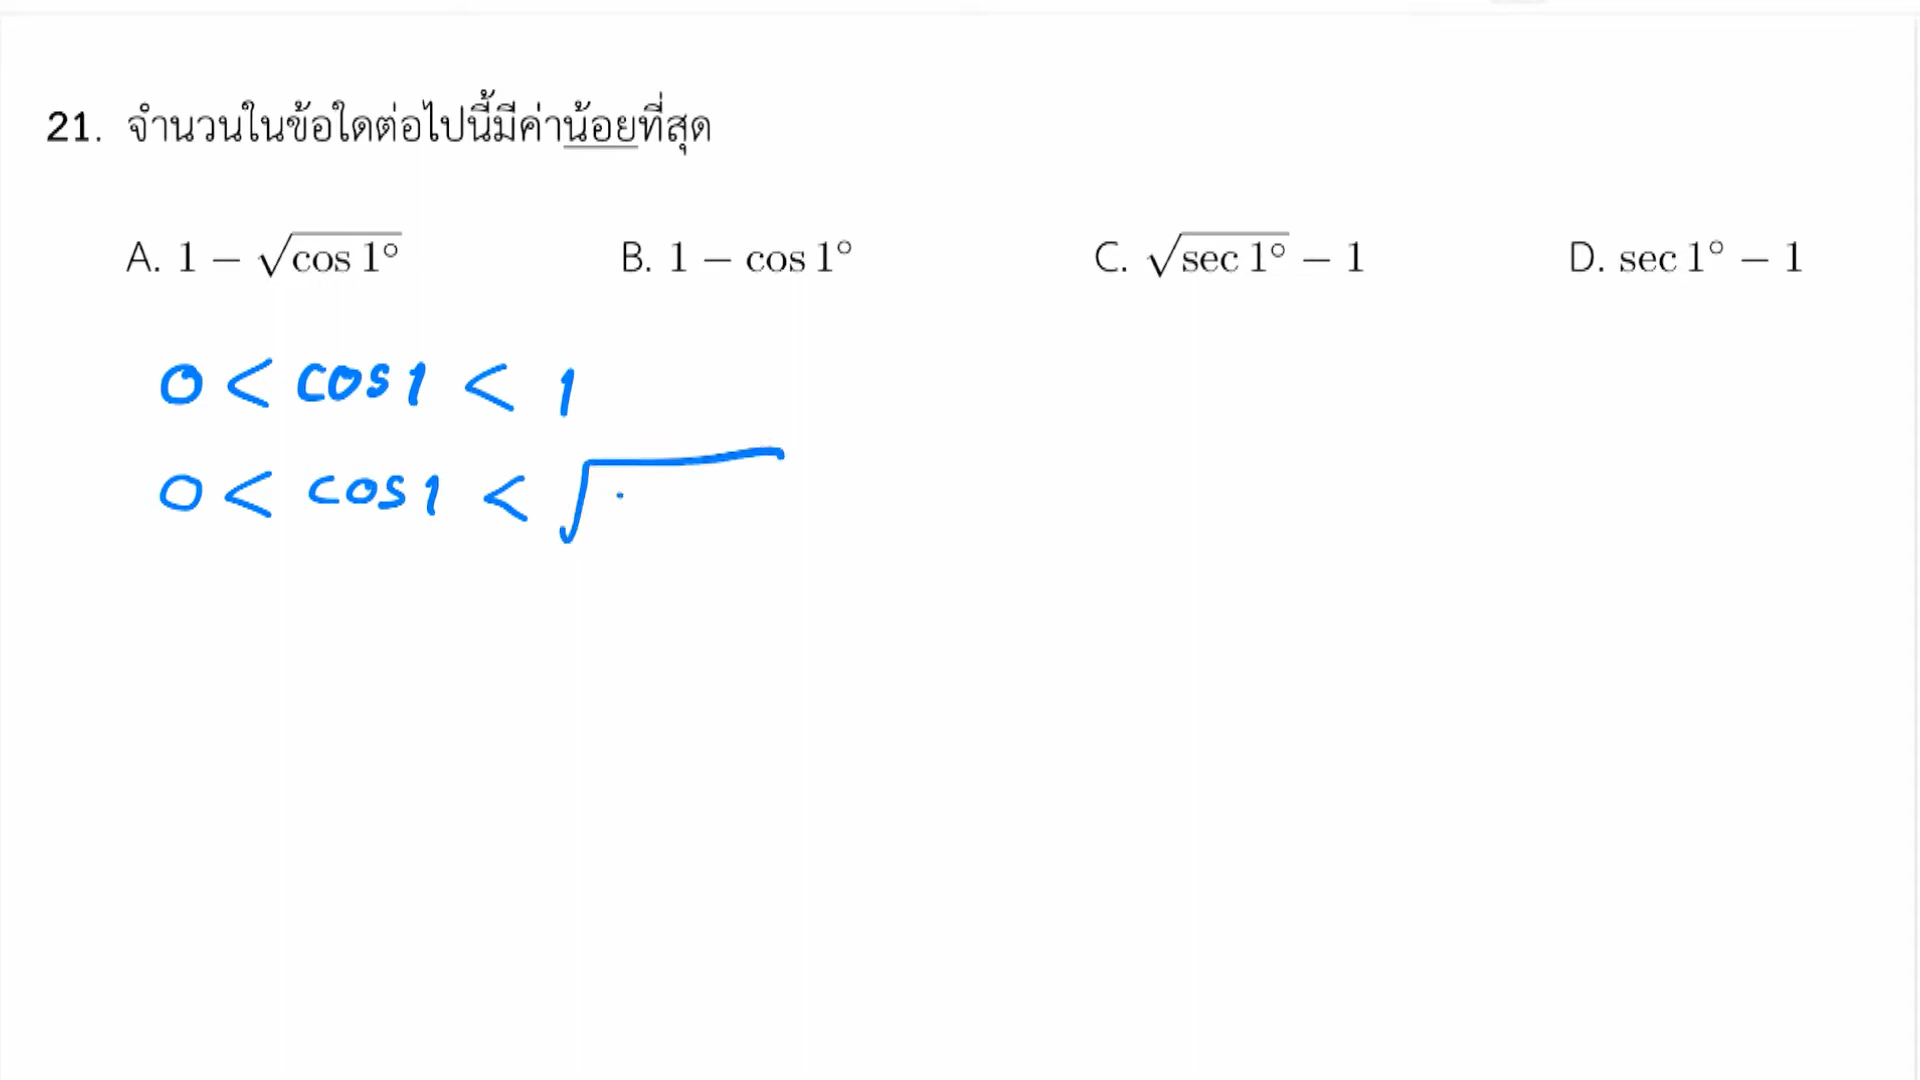 21. จำนวนในข้อใดต่อไปนี้มีค่าน้อยที่สุด
A. 1 − √cos 1° B. 1 − cos 1° C. √sec 1° − 1 D. sec 1° − 1
0 < cos 1 < 1
0 < cos 1 < √